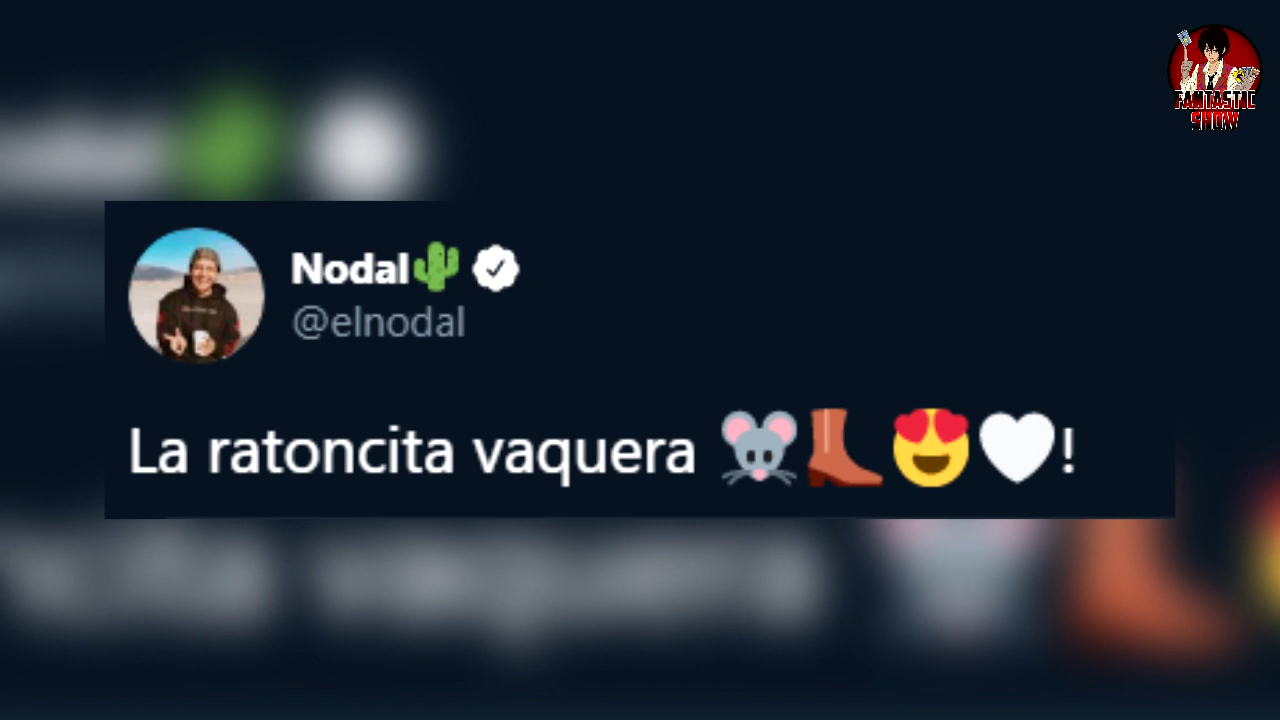 FANTASTIC
SHOW
Nodal🌵
@elnodal
La ratoncita vaquera 🐭👢😍🤍!